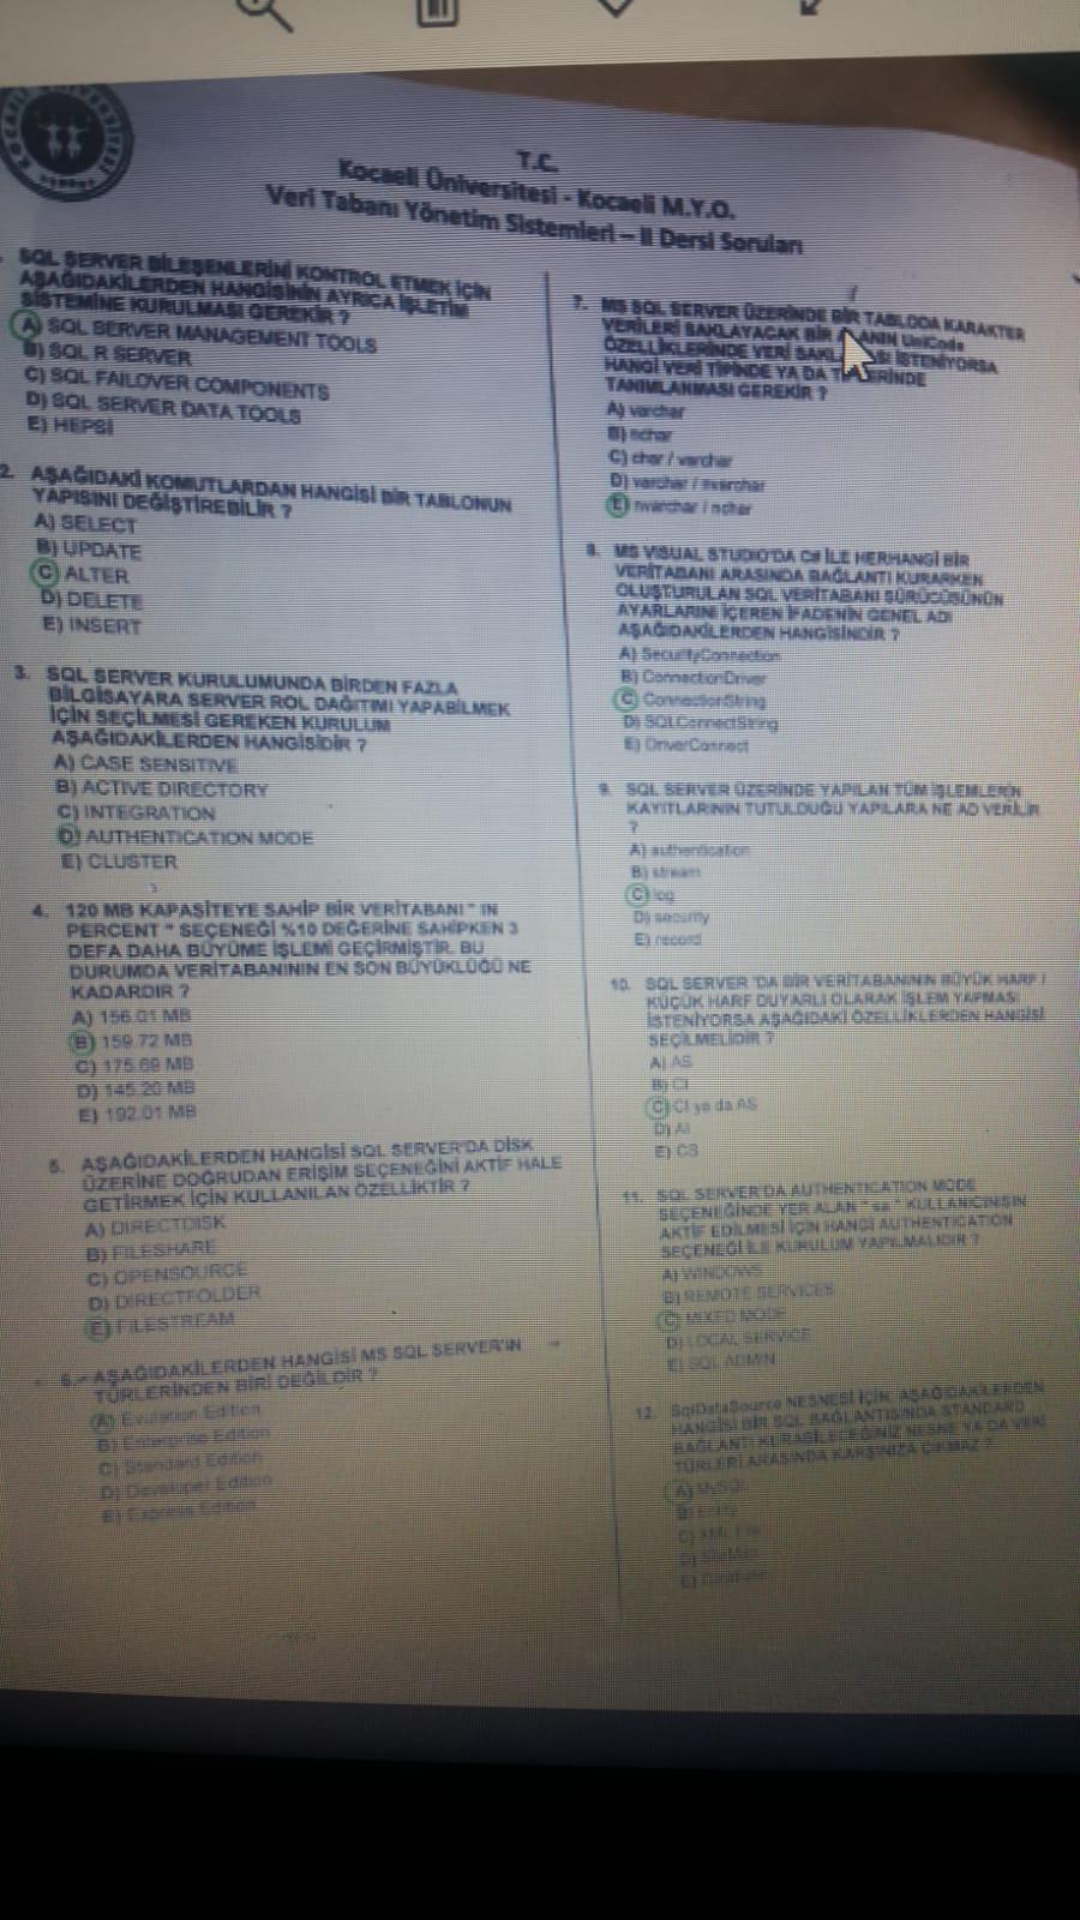 T.C.
Kocaeli Üniversitesi - Kocaeli M.Y.O.
Veri Tabanı Yönetim Sistemleri – II Dersi Soruları
SQL SERVER BİLEŞENLERİNİ KONTROL ETMEK İÇİN
AŞAĞIDAKİLERDEN HANGİSİNİN AYRICA İŞLETİM
SİSTEMİNE KURULMASI GEREKİR ?
A) SQL SERVER MANAGEMENT TOOLS
B) SQL R SERVER
C) SQL FAILOVER COMPONENTS
D) SQL SERVER DATA TOOLS
E) HEPSİ
2. AŞAĞIDAKİ KOMUTLARDAN HANGİSİ BİR TABLONUN
YAPISINI DEĞİŞTİREBİLİR ?
A) SELECT
B) UPDATE
C) ALTER
D) DELETE
E) INSERT
3. SQL SERVER KURULUMUNDA BİRDEN FAZLA
BİLGİSAYARA SERVER ROL DAĞITIMI YAPABİLMEK
İÇİN SEÇİLMESİ GEREKEN KURULUM
AŞAĞIDAKİLERDEN HANGİSİDİR ?
A) CASE SENSITIVE
B) ACTIVE DIRECTORY
C) INTEGRATION
D) AUTHENTICATION MODE
E) CLUSTER
4. 120 MB KAPASİTEYE SAHİP BİR VERİTABANI " IN
PERCENT " SEÇENEĞİ %10 DEĞERİNE SAHİPKEN 3
DEFA DAHA BÜYÜME İŞLEMİ GEÇİRMİŞTİR. BU
DURUMDA VERİTABANININ EN SON BÜYÜKLÜĞÜ NE
KADARDIR ?
A) 156.01 MB
B) 159.72 MB
C) 175.69 MB
D) 145.20 MB
E) 192.01 MB
5. AŞAĞIDAKİLERDEN HANGİSİ SQL SERVER'DA DİSK
ÜZERİNE DOĞRUDAN ERİŞİM SEÇENEĞİNİ AKTİF HALE
GETİRMEK İÇİN KULLANILAN ÖZELLİKTİR ?
A) DIRECTDISK
B) FILESHARE
C) OPENSOURCE
D) DIRECTFOLDER
E) FILESTREAM
6. AŞAĞIDAKİLERDEN HANGİSİ MS SQL SERVER'IN
TÜRLERİNDEN BİRİ DEĞİLDİR ?
A) Evulation Edition
B) Enterprise Edition
C) Standard Edition
D) Developer Edition
E) Express Edition
7. MS SQL SERVER ÜZERİNDE BİR TABLODA KARAKTER
VERİLERİ SAKLAYACAK BİR UniCode
ÖZELLİKLERİNDE VERİ İSTENİYORSA
HANGİ VERİ TİPİNDE YA DA
TANIMLANMASI GEREKİR ?
A) varchar
B) nchar
C) char / varchar
D) varchar / nvarchar
E) nvarchar / nchar
8. MS VISUAL STUDIO'DA C# İLE HERHANGİ BİR
VERİTABANI ARASINDA BAĞLANTI KURARKEN
OLUŞTURULAN SQL VERİTABANI SÜRÜCÜSÜNÜN
AYARLARINI İÇEREN İFADENİN GENEL ADI
AŞAĞIDAKİLERDEN HANGİSİNDİR ?
A) SecurityConnection
B) ConnectionDriver
C) ConnectionString
D) SQLConnectString
E) DriverConnect
9. SQL SERVER ÜZERİNDE YAPILAN TÜM İŞLEMLERİN
KAYITLARININ TUTULDUĞU YAPILARA NE AD VERİLİR
?
A) authentication
B) stream
C) log
D) security
E) record
10. SQL SERVER 'DA BİR VERİTABANININ BÜYÜK HARF /
KÜÇÜK HARF DUYARLI OLARAK İŞLEM YAPMASI
İSTENİYORSA AŞAĞIDAKİ ÖZELLİKLERDEN HANGİSİ
SEÇİLMELİDİR ?
A) AS
B) CI
C) CI ya da AS
D) AI
E) CS
11. SQL SERVER'DA AUTHENTICATION MODE
SEÇENEĞİNDE YER ALAN " sa " KULLANICISININ
AKTİF EDİLMESİ İÇİN HANGİ AUTHENTICATION
SEÇENEĞİ İLE KURULUM YAPILMALIDIR ?
A) WINDOWS
B) REMOTE SERVICES
C) MIXED MODE
D) LOCAL SERVICE
E) SQL ADMIN
12. SqlDataSource NESNESİ İÇİN, AŞAĞIDAKİLERDEN
HANGİSİ BİR SQL BAĞLANTISINDA STANDARD
BAĞLANTI KURABİLECEĞİNİZ NESNE YA DA VERİ
TÜRLERİ ARASINDA KARŞINIZA ÇIKMAZ ?
A) MySQL
B) Entity
C) XML File
D) SiteMap
E) Database